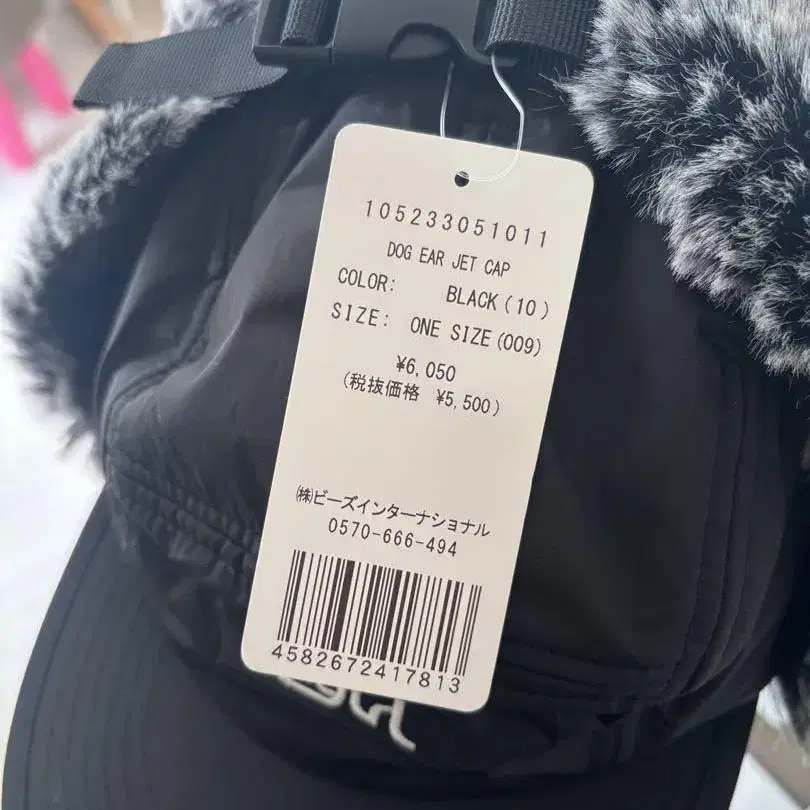 105233051011
DOG EAR JET CAP
COLOR: BLACK(10)
SIZE: ONE SIZE(009)
¥6,050
(税抜価格 ¥5,500)
㈱ビーズインターナショナル
0570-666-494
4582672417813